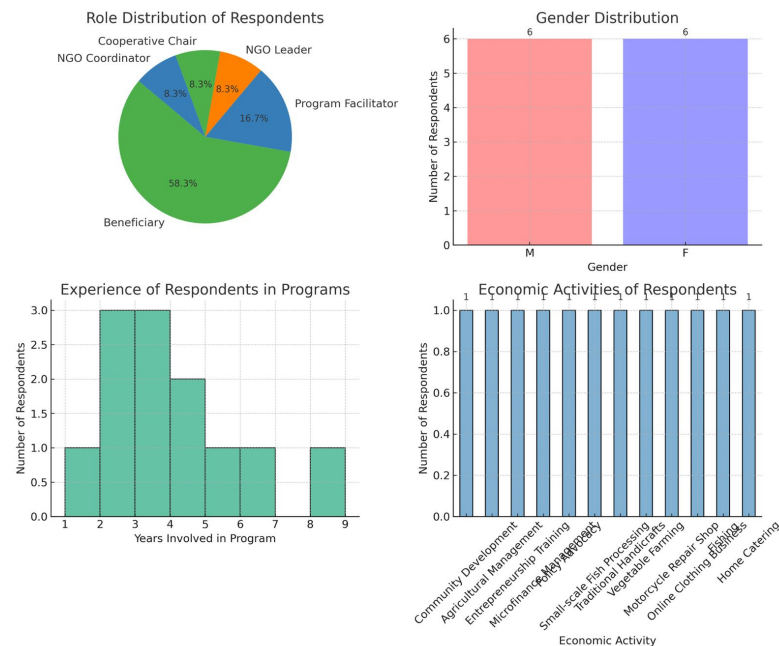 Role Distribution of Respondents
Cooperative Chair
NGO Coordinator
NGO Leader
Program Facilitator
Beneficiary
8.3%
8.3%
8.3%
16.7%
58.3%
Gender Distribution
6
6
Number of Respondents
6
5
4
3
2
1
0
M
F
Gender
Experience of Respondents in Programs
Number of Respondents
3.0
2.5
2.0
1.5
1.0
0.5
0.0
1
2
3
4
5
6
7
8
9
Years Involved in Program
Economic Activities of Respondents
1
1
1
1
1
1
1
1
1
1
1
1
Number of Respondents
1.0
0.8
0.6
0.4
0.2
0.0
Community Development
Agricultural Management
Entrepreneurship Training
Microfinance Management
Policy Advocacy
Small-scale Fish Processing
Traditional Handicrafts
Vegetable Farming
Motorcycle Repair Shop
Fishing
Online Clothing Business
Home Catering
Economic Activity